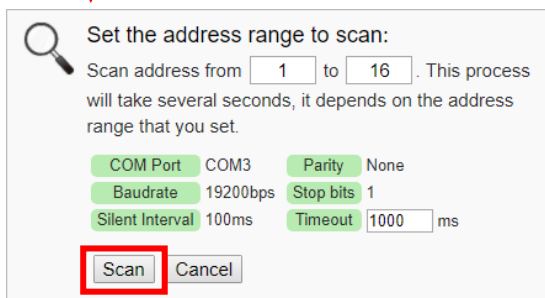 Set the address range to scan:
Scan address from 1 to 16 . This process
will take several seconds, it depends on the address
range that you set.
COM Port COM3 Parity None
Baudrate 19200bps Stop bits 1
Silent Interval 100ms Timeout 1000 ms
Scan Cancel